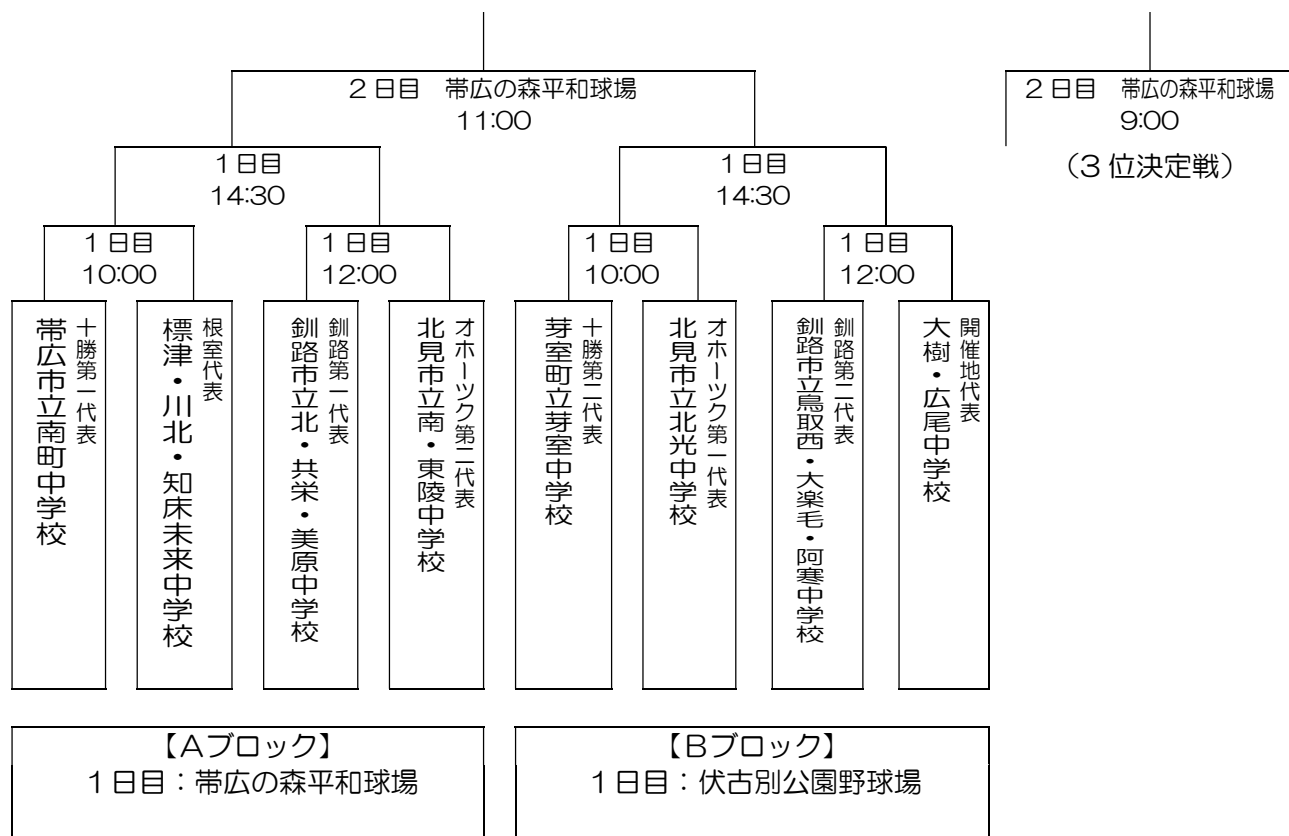 2日目 帯広の森平和球場
11:00
2日目 帯広の森平和球場
9:00
(3位決定戦)
1日目
14:30
1日目
14:30
1日目
10:00
1日目
12:00
1日目
10:00
1日目
12:00
十勝第一代表
帯広市立南町中学校
根室代表
標津・川北・知床未来中学校
釧路第一代表
釧路市立北・共栄・美原中学校
オホーツク第二代表
北見市立南・東陵中学校
十勝第二代表
芽室町立芽室中学校
オホーツク第一代表
北見市立北光中学校
釧路第二代表
釧路市立鳥取西・大楽毛・阿寒中学校
開催地代表
大樹・広尾中学校
【Aブロック】
1日目:帯広の森平和球場
【Bブロック】
1日目:伏古別公園野球場